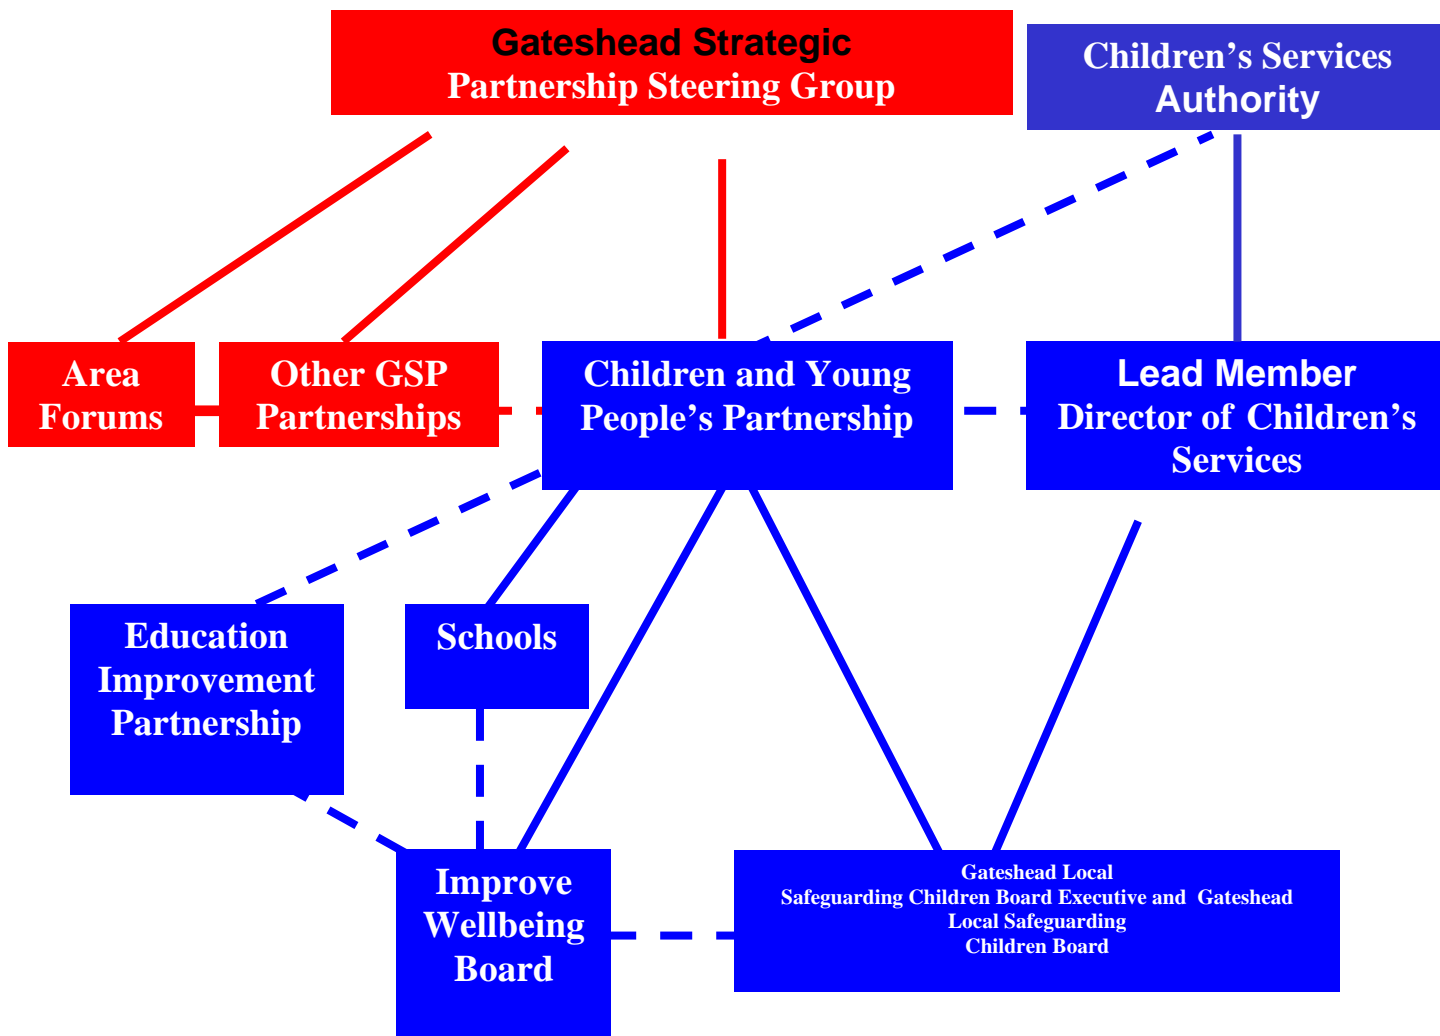 Gateshead Strategic
Partnership Steering Group
Children's Services
Authority
Area
Forums
Other GSP
Partnerships
Children and Young
People's Partnership
Lead Member
Director of Children's
Services
Education
Improvement
Partnership
Schools
Improve
Wellbeing
Board
Gateshead Local
Safeguarding Children Board Executive and Gateshead
Local Safeguarding
Children Board